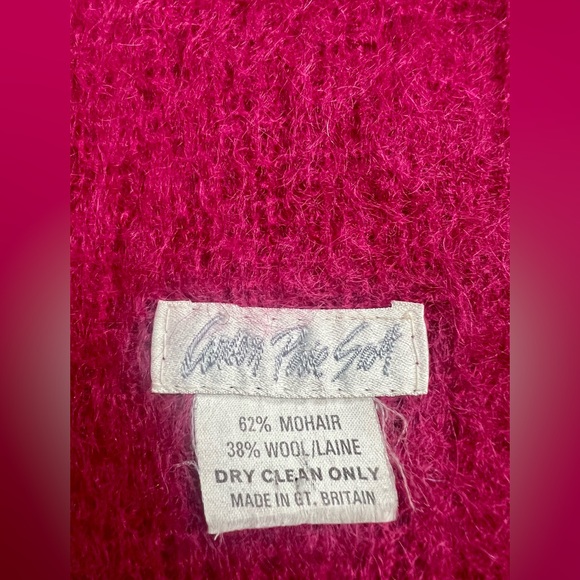 62% MOHAIR
38% WOOL/LAINE
DRY CLEAN ONLY
MADE IN GT. BRITAIN